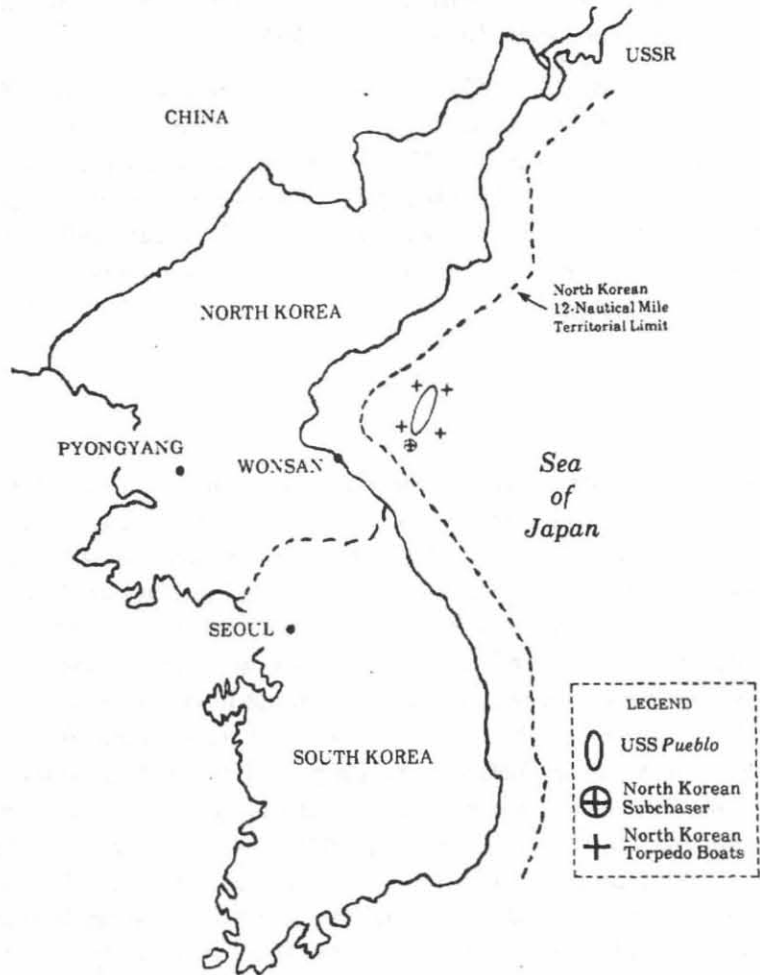 USSR
CHINA
North Korean
12-Nautical Mile
Territorial Limit
NORTH KOREA
PYONGYANG
WONSAN
Sea
of
Japan
SEOUL
SOUTH KOREA
LEGEND
USS Pueblo
North Korean
Subchaser
North Korean
Torpedo Boats